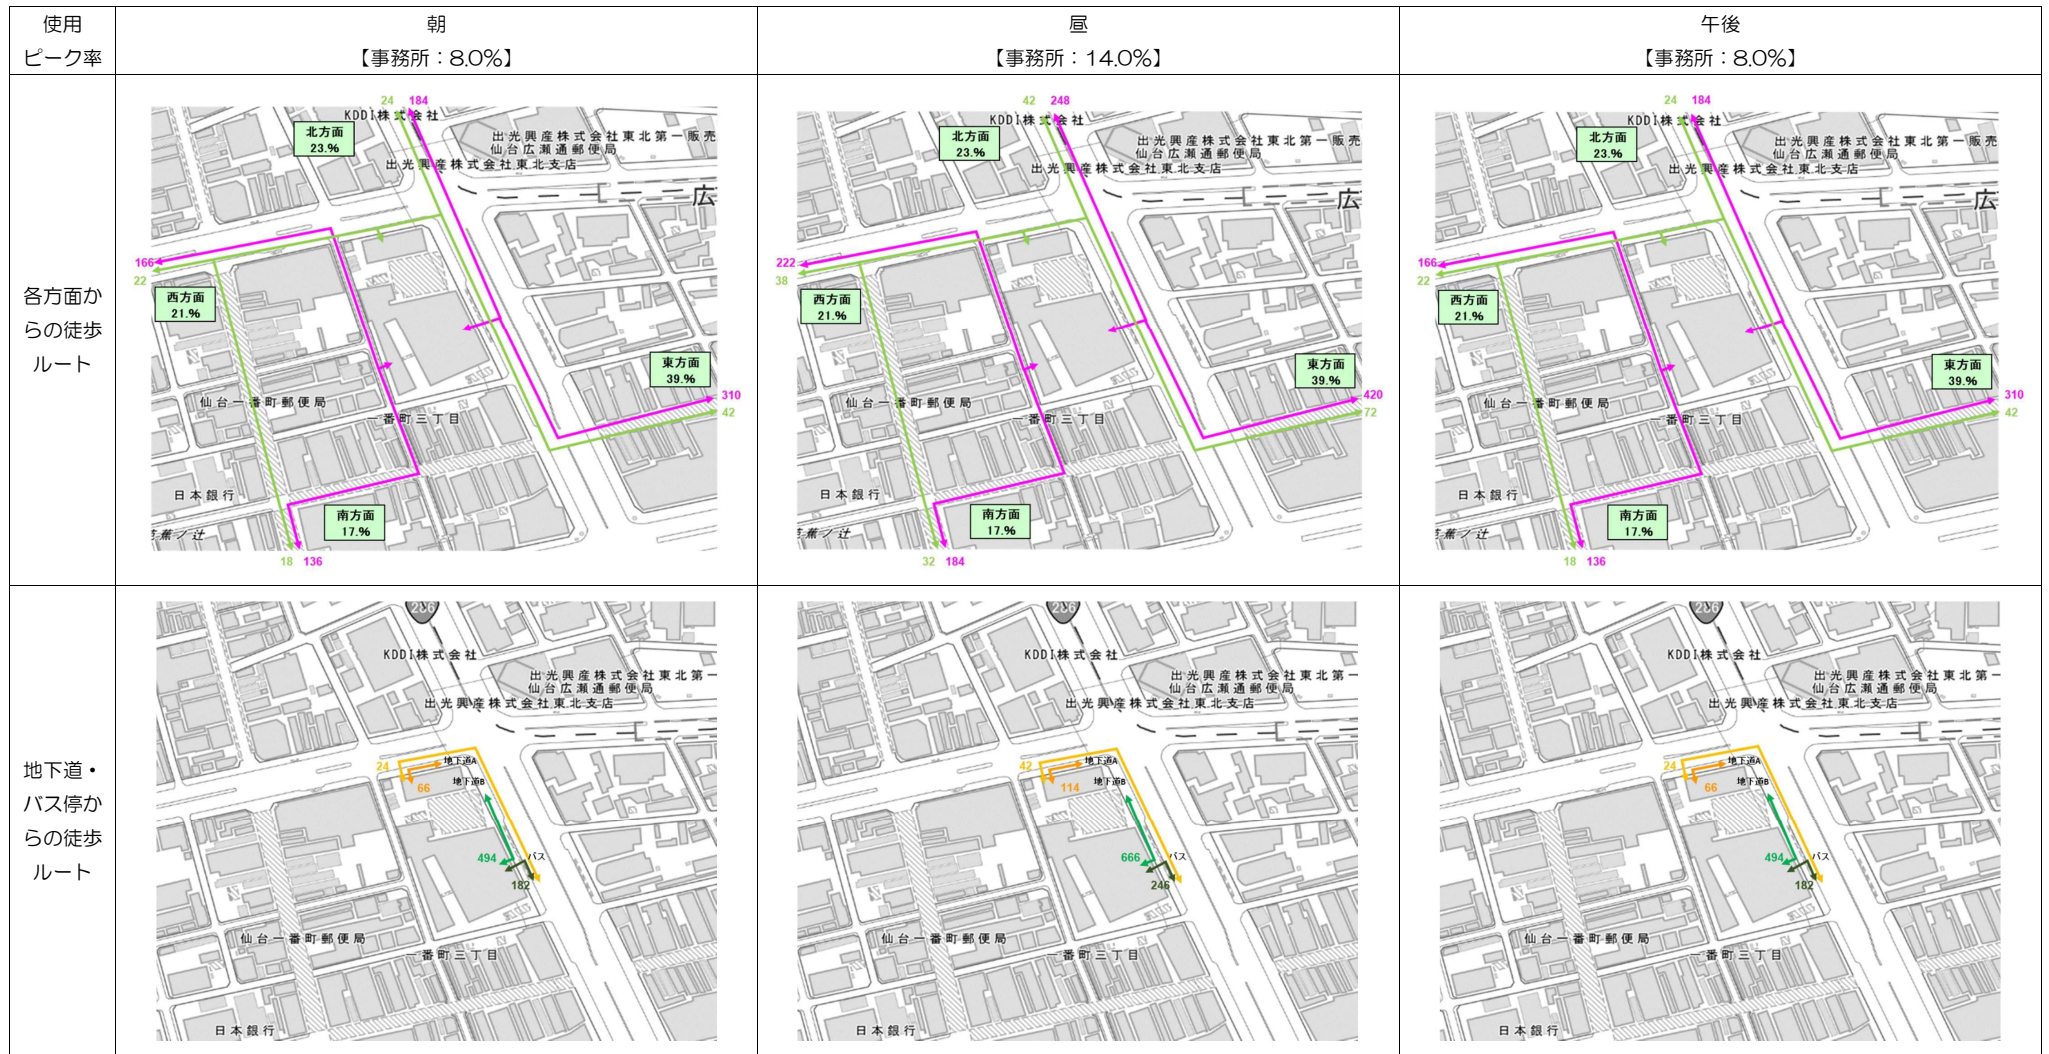 使用
ピーク率
朝
【事務所：8.0%】
昼
【事務所：14.0%】
午後
【事務所：8.0%】
各方面か
らの徒歩
ルート
24 184
KDDI株式会社
北方面
23.%
出光興産株式会社東北第一販売
仙台広瀬通郵便局
出光興産株式会社東北支店
広
166
22
西方面
21.%
東方面
39.%
310
42
仙台一番町郵便局
一番町三丁目
日本銀行
南方面
17.%
芭蕉ノ辻
18 136
42 248
KDDI株式会社
北方面
23.%
出光興産株式会社東北第一販売
仙台広瀬通郵便局
出光興産株式会社東北支店
広
222
38
西方面
21.%
東方面
39.%
420
72
仙台一番町郵便局
一番町三丁目
日本銀行
南方面
17.%
芭蕉ノ辻
32 184
24 184
KDDI株式会社
北方面
23.%
出光興産株式会社東北第一販売
仙台広瀬通郵便局
出光興産株式会社東北支店
広
166
22
西方面
21.%
東方面
39.%
310
42
仙台一番町郵便局
一番町三丁目
日本銀行
南方面
17.%
芭蕉ノ辻
18 136
地下道・
バス停か
らの徒歩
ルート
286
KDDI株式会社
出光興産株式会社東北第一
仙台広瀬通郵便局
出光興産株式会社東北支店
24
地下道A
地下道B
66
494
バス
182
仙台一番町郵便局
一番町三丁目
日本銀行
286
KDDI株式会社
出光興産株式会社東北第一
仙台広瀬通郵便局
出光興産株式会社東北支店
42
地下道A
地下道B
114
666
バス
246
仙台一番町郵便局
一番町三丁目
日本銀行
286
KDDI株式会社
出光興産株式会社東北第一
仙台広瀬通郵便局
出光興産株式会社東北支店
24
地下道A
地下道B
66
494
バス
182
仙台一番町郵便局
一番町三丁目
日本銀行